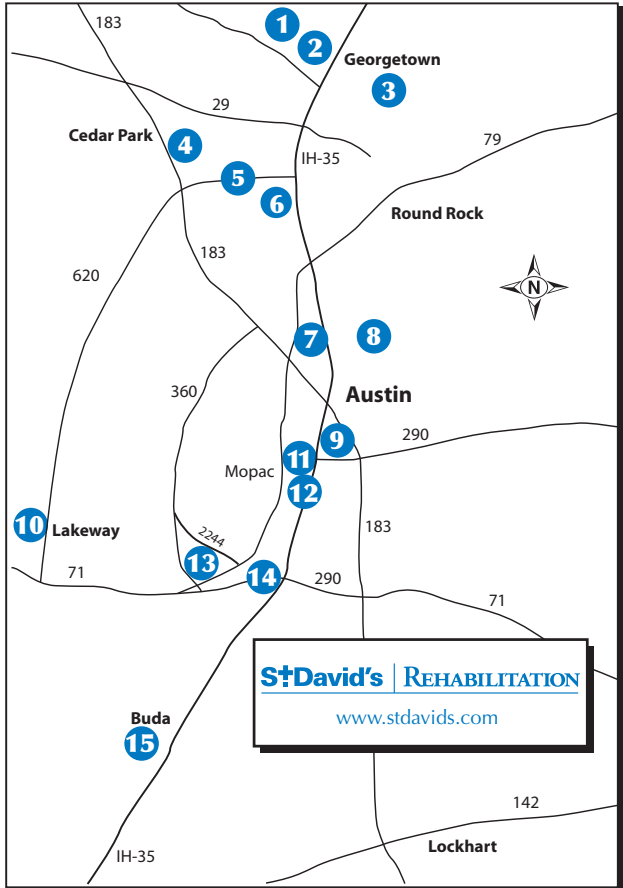 183
1
2
Georgetown
3
29
Cedar Park
4
79
IH-35
5
6
Round Rock
183
620
N
7
8
360
Austin
9
290
11
Mopac
12
10
Lakeway
2244
183
13
71
14
290
71
St David's | REHABILITATION
www.stdavids.com
Buda
15
142
Lockhart
IH-35